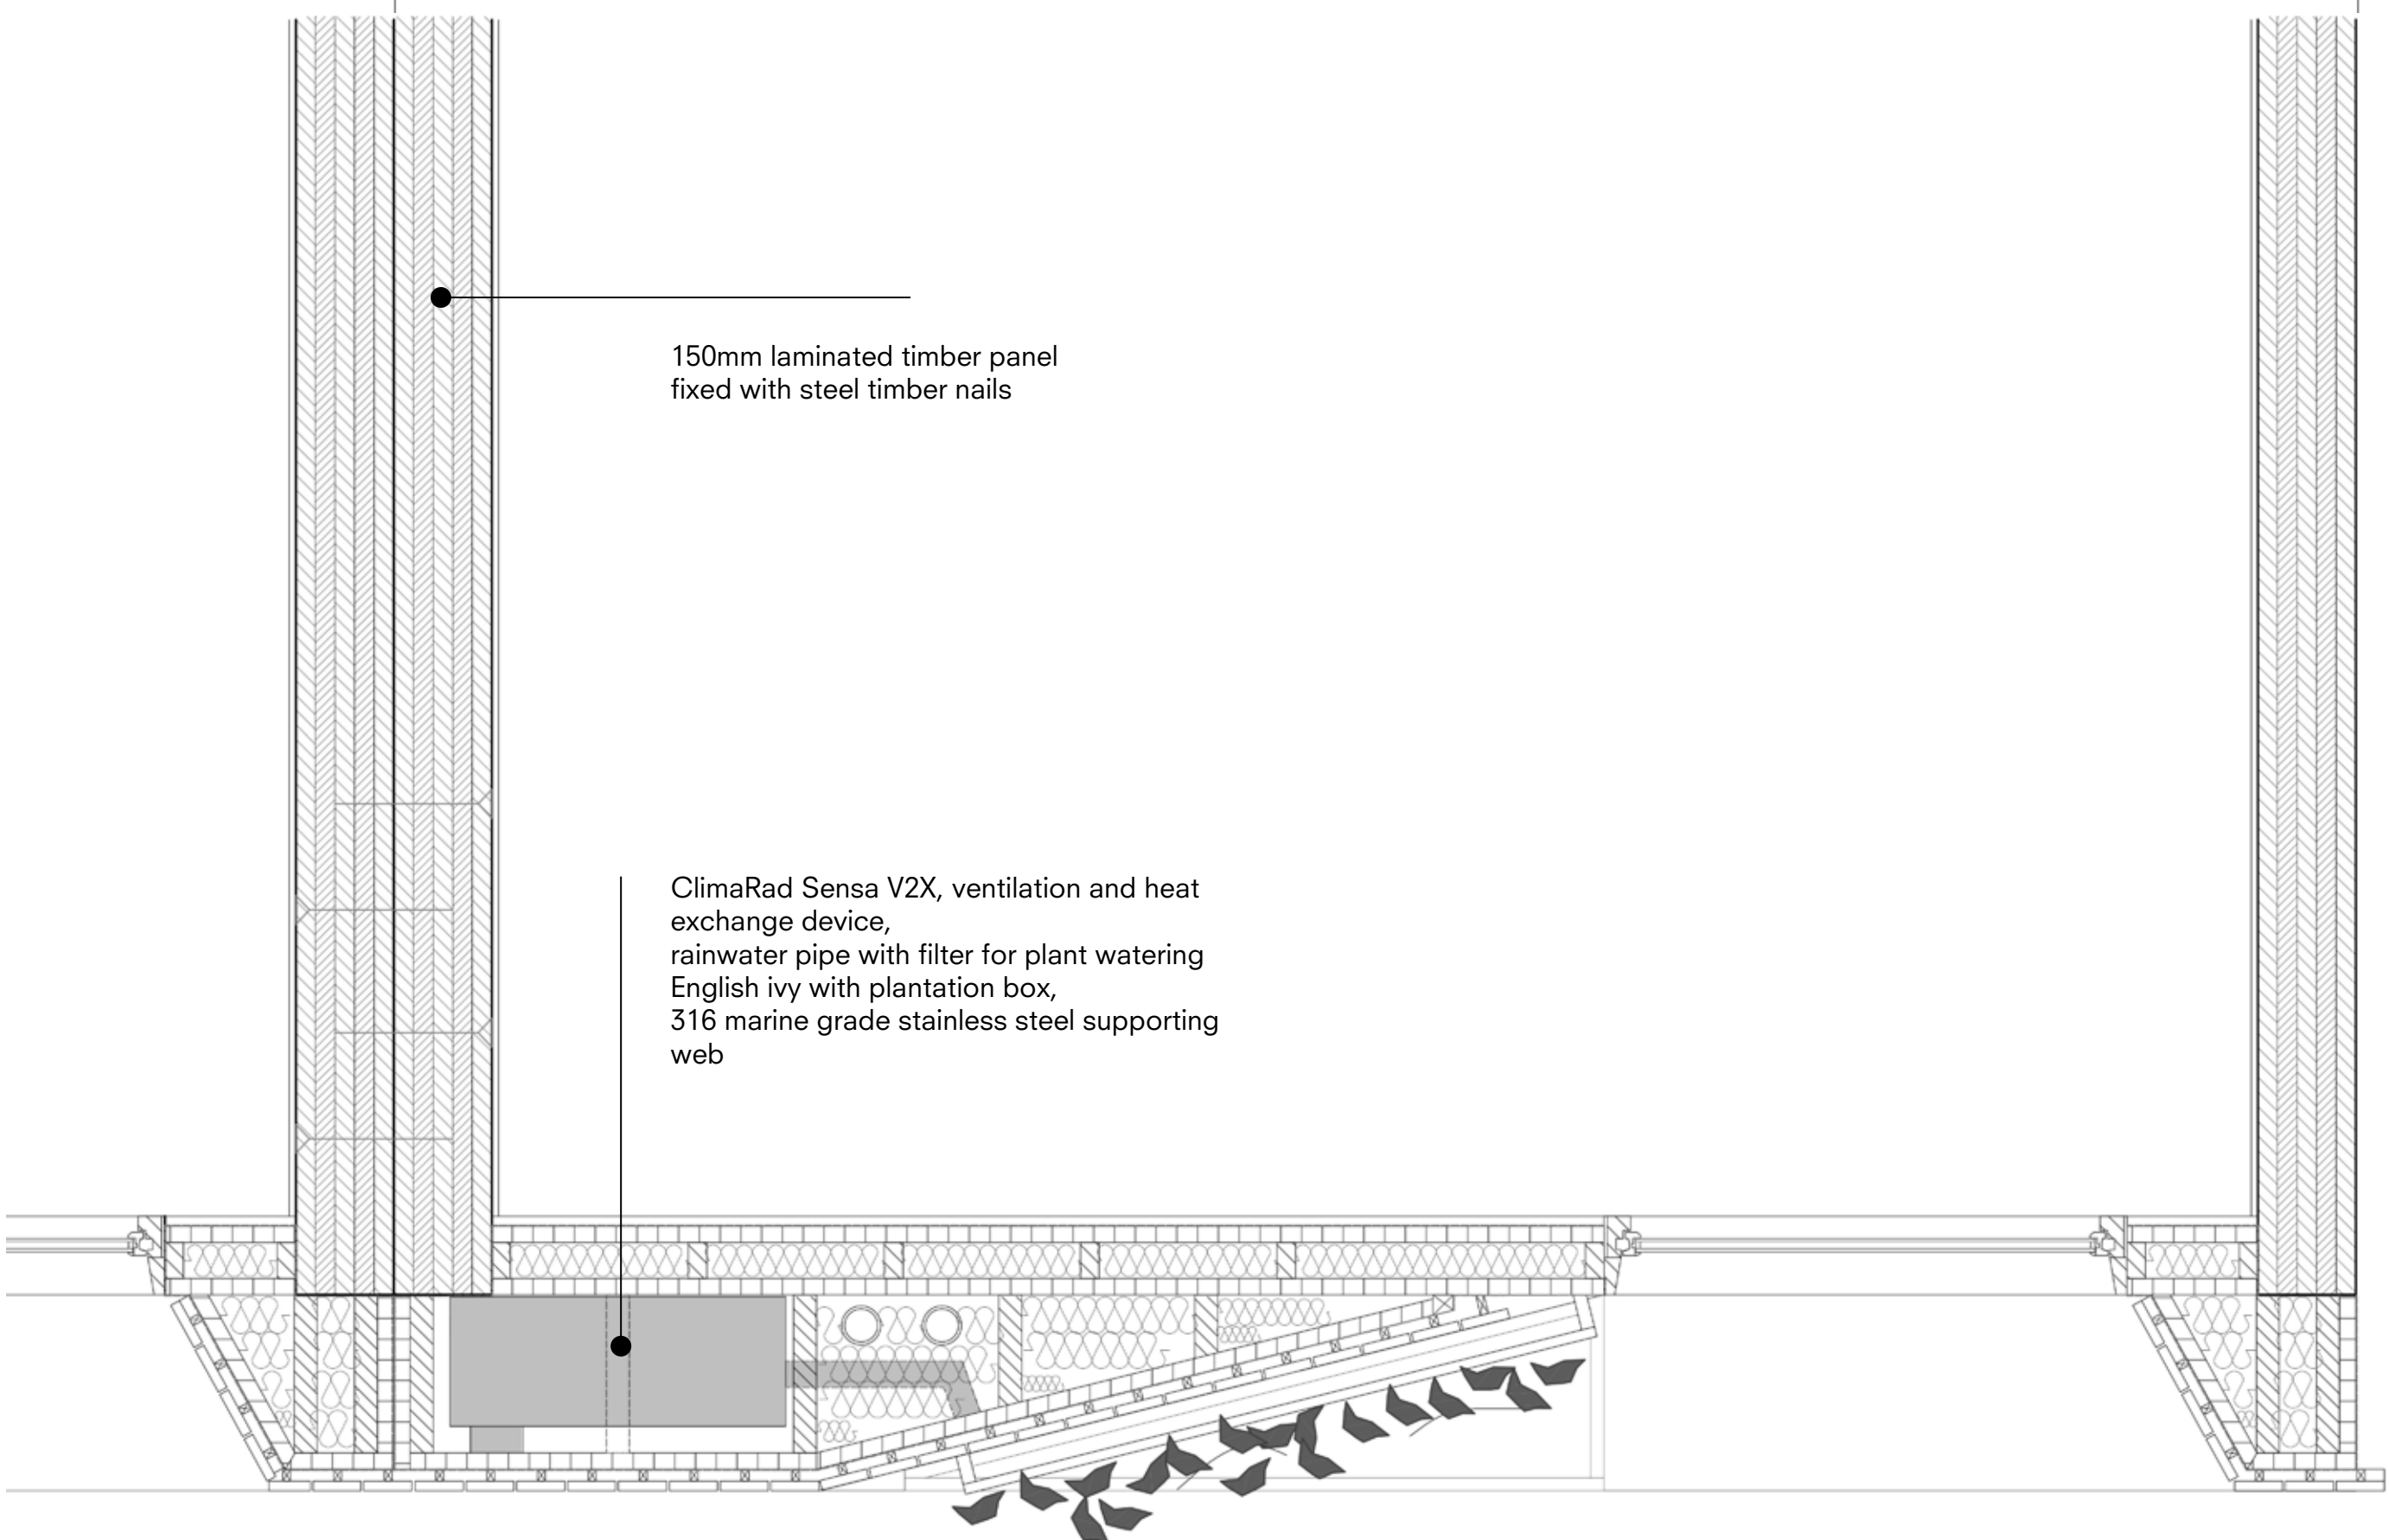 150mm laminated timber panel
fixed with steel timber nails
ClimaRad Sensa V2X, ventilation and heat
exchange device,
rainwater pipe with filter for plant watering
English ivy with plantation box,
316 marine grade stainless steel supporting
web